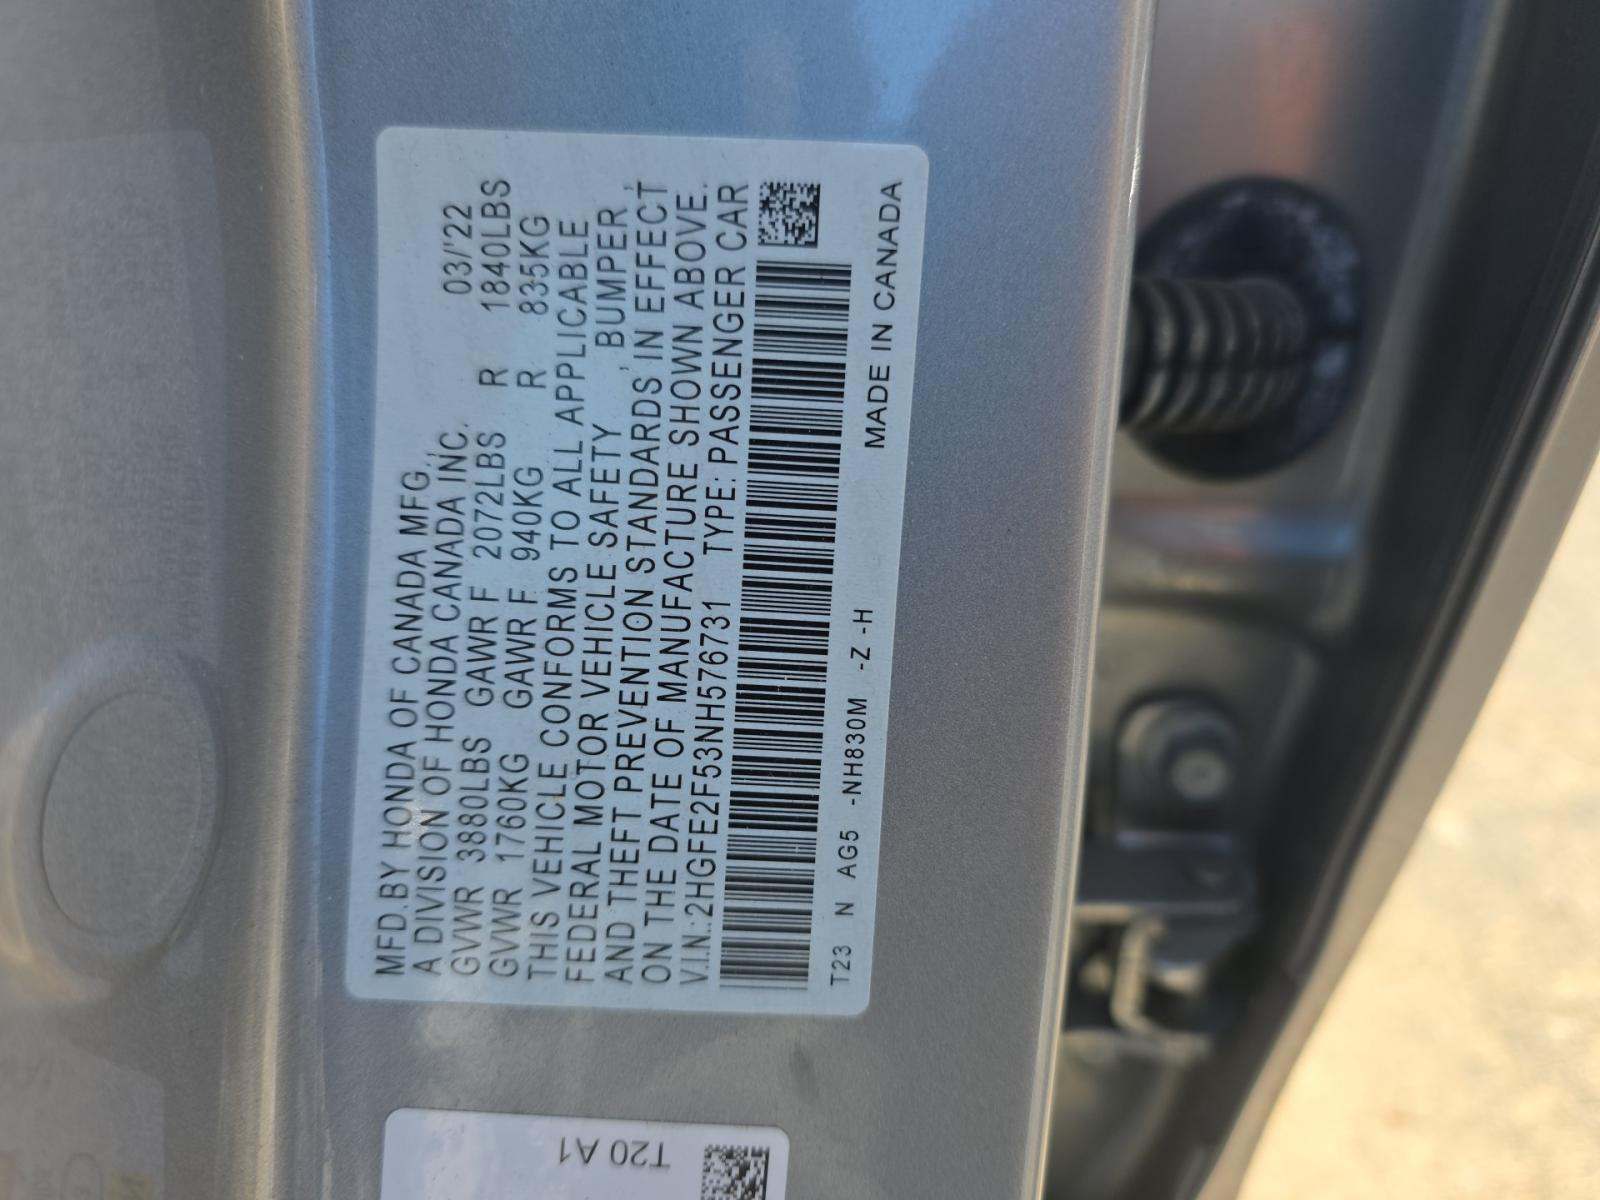 MFD BY HONDA OF CANADA MFG.,
A DIVISION OF HONDA CANADA INC. 03/'22
GVWR 3880LBS GAWR F 2072LBS R 1840LBS
GVWR 1760KG GAWR F 940KG R 835KG
THIS VEHICLE CONFORMS TO ALL APPLICABLE
FEDERAL MOTOR VEHICLE SAFETY , BUMPER ,
AND THEFT PREVENTION STANDARDS IN EFFECT
ON THE DATE OF MANUFACTURE SHOWN ABOVE.
V.I.N.:2HGFE2F53NH576731 TYPE:PASSENGER CAR
T23 N AG5 -NH830M -Z -H
MADE IN CANADA
T20 A1